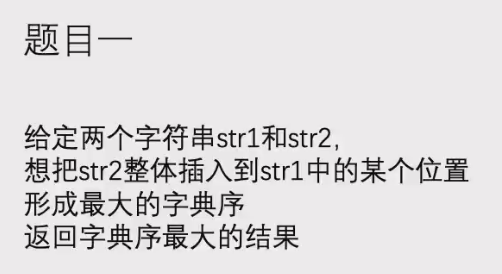 题目一
给定两个字符串str1和str2,
想把str2整体插入到str1中的某个位置
形成最大的字典序
返回字典序最大的结果